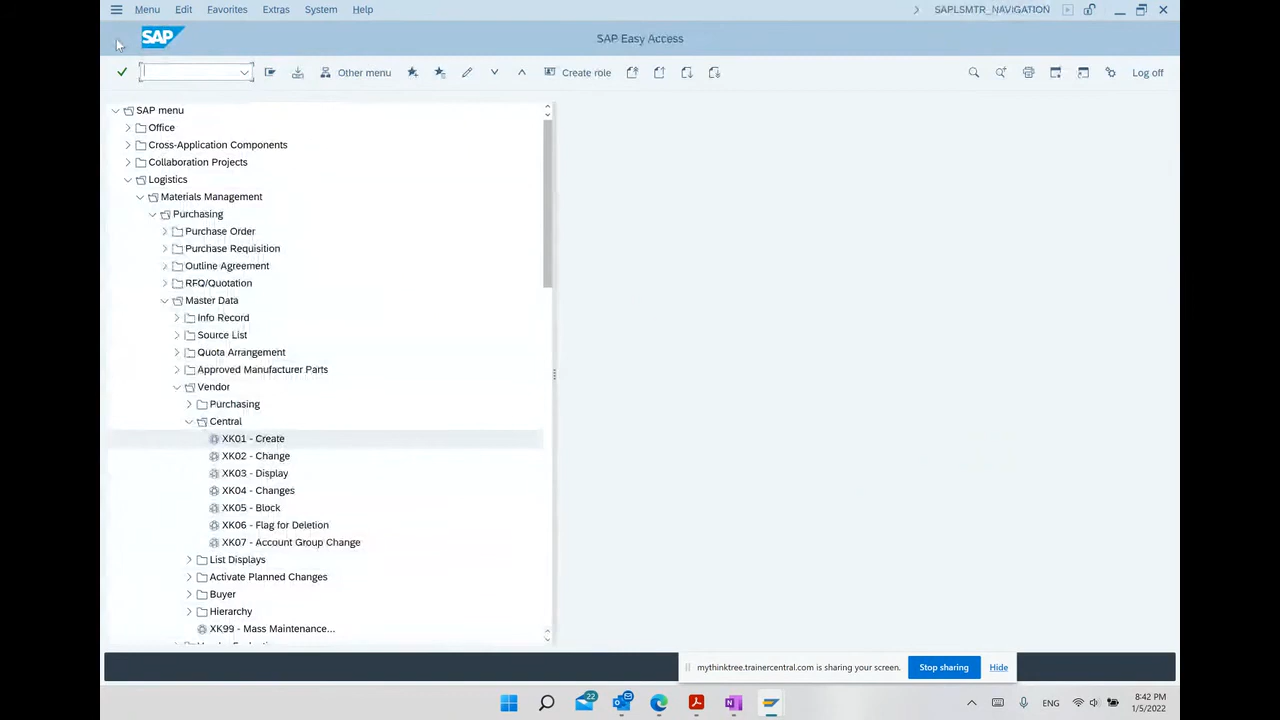 Menu Edit Favorites Extras System Help SAPLSMTR_NAVIGATION
SAP SAP Easy Access
Other menu Create role Log off
SAP menu
Office
Cross-Application Components
Collaboration Projects
Logistics
Materials Management
Purchasing
Purchase Order
Purchase Requisition
Outline Agreement
RFQ/Quotation
Master Data
Info Record
Source List
Quota Arrangement
Approved Manufacturer Parts
Vendor
Purchasing
Central
XK01 - Create
XK02 - Change
XK03 - Display
XK04 - Changes
XK05 - Block
XK06 - Flag for Deletion
XK07 - Account Group Change
List Displays
Activate Planned Changes
Buyer
Hierarchy
XK99 - Mass Maintenance...
mythinktree.trainercentral.com is sharing your screen. Stop sharing Hide
22 ENG 8:42 PM
1/5/2022